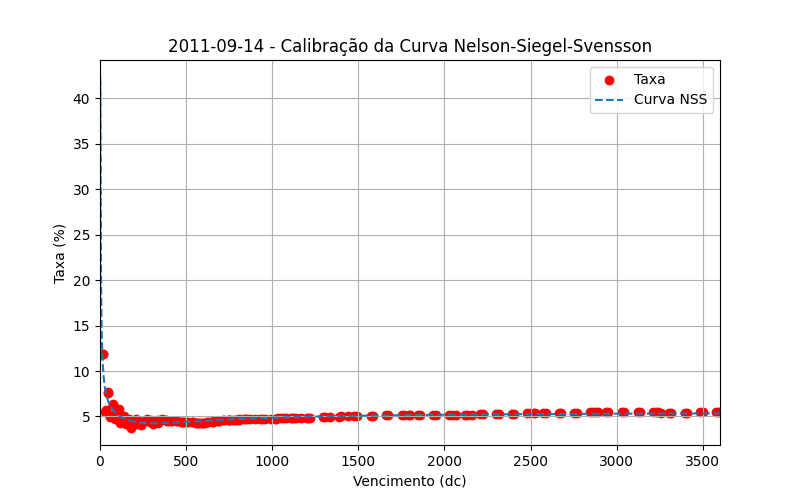 2011-09-14 - Calibração da Curva Nelson-Siegel-Svensson
Taxa
Curva NSS
Taxa (%)
40
35
30
25
20
15
10
5
0 500 1000 1500 2000 2500 3000 3500
Vencimento (dc)